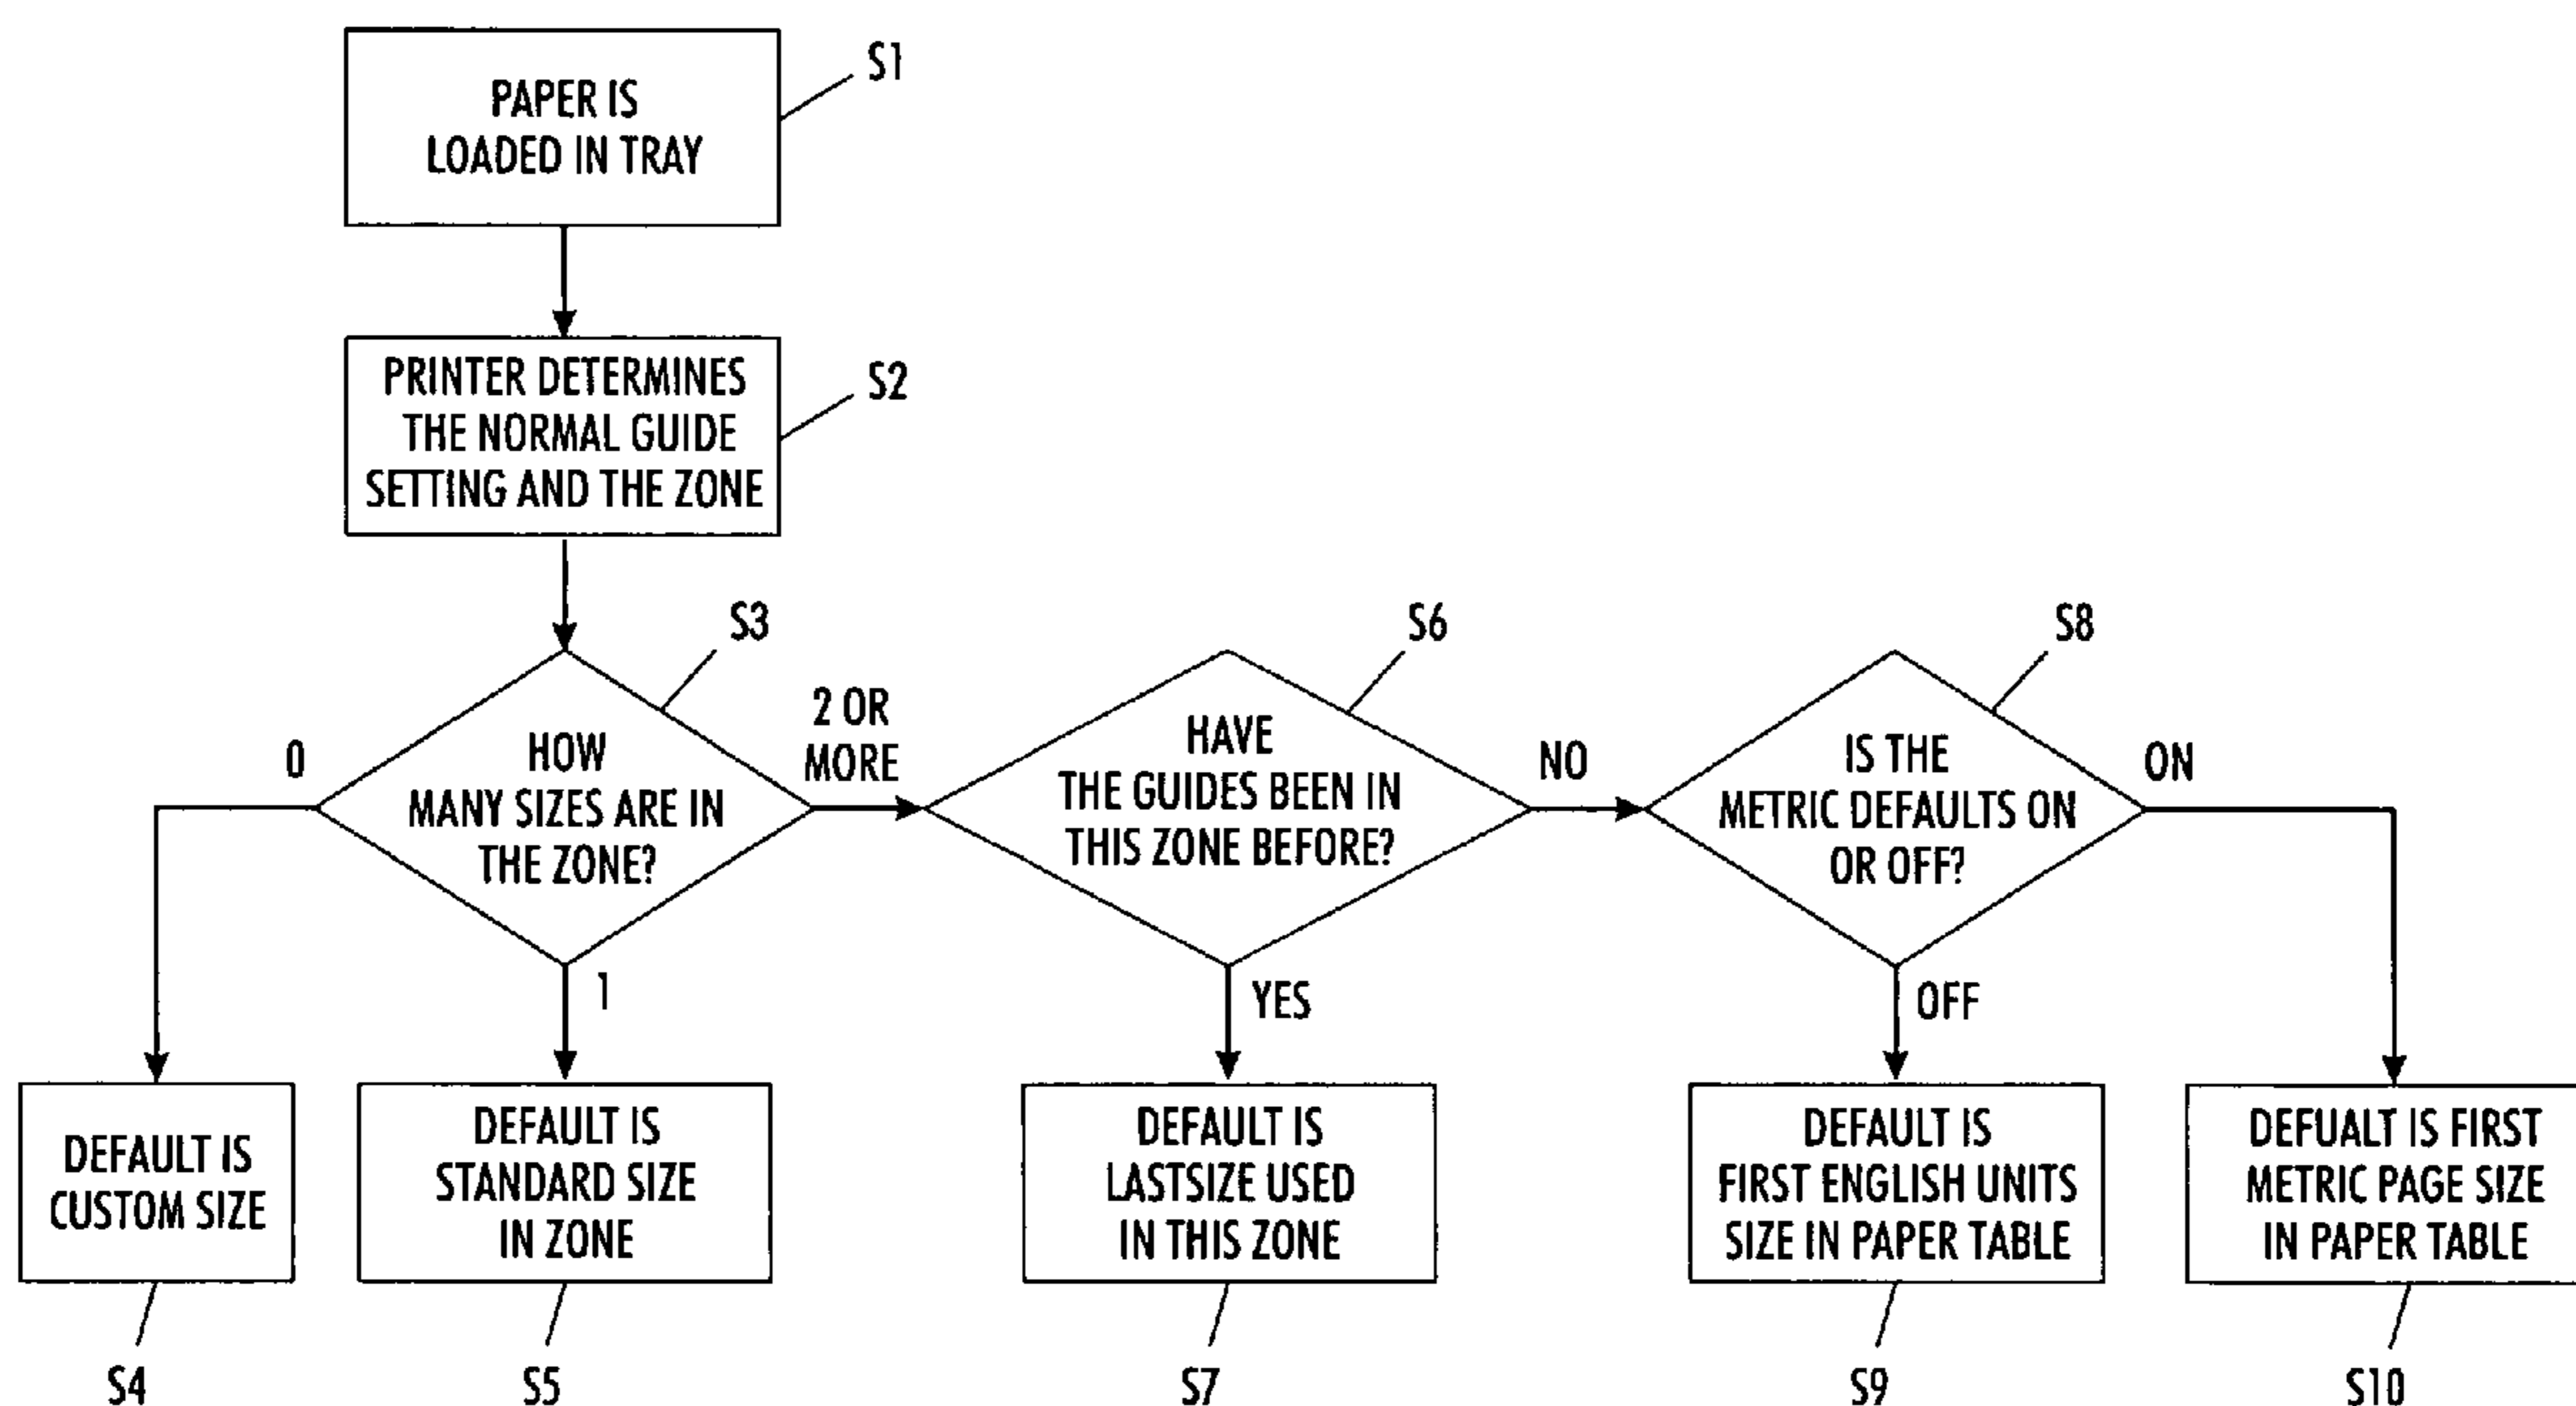 PAPER IS
LOADED IN TRAY
S1
PRINTER DETERMINES
THE NORMAL GUIDE
SETTING AND THE ZONE
S2
HOW
MANY SIZES ARE IN
THE ZONE?
S3
0
1
2 OR
MORE
HAVE
THE GUIDES BEEN IN
THIS ZONE BEFORE?
S6
NO
YES
IS THE
METRIC DEFAULTS ON
OR OFF?
S8
ON
OFF
DEFAULT IS
CUSTOM SIZE
S4
DEFAULT IS
STANDARD SIZE
IN ZONE
S5
DEFAULT IS
LASTSIZE USED
IN THIS ZONE
S7
DEFAULT IS
FIRST ENGLISH UNITS
SIZE IN PAPER TABLE
S9
DEFUALT IS FIRST
METRIC PAGE SIZE
IN PAPER TABLE
S10